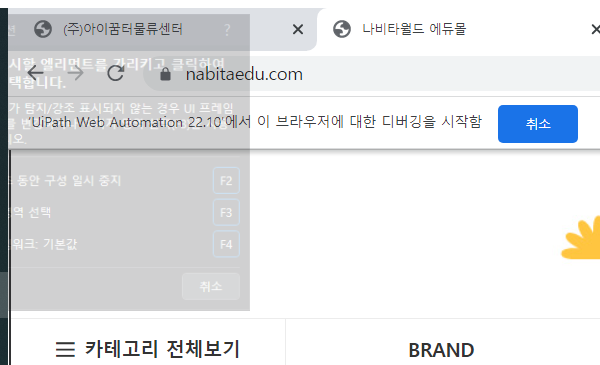 (주)아이꿈터물류센터
?
나비타월드 에듀몰
시할 엘리먼트를 가리키고 클릭하여
택합니다.
nabitaedu.com
가 탐지/강조 표시되지 않는 경우 UI 프레임
'UiPath Web Automation 22.10'에서 이 브라우저에 대한 디버깅을 시작함
취소
동안 구성 일시 중지
F2
영역 선택
F3
워크: 기본값
F4
취소
카테고리 전체보기
BRAND